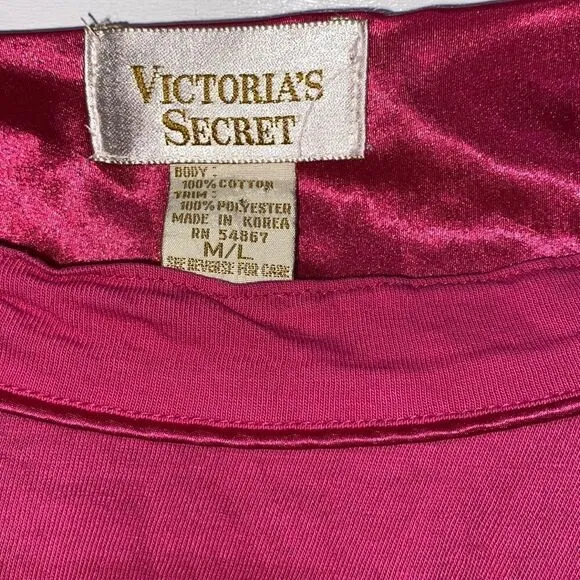 VICTORIA'S
SECRET
BODY:
100% COTTON
TRIM:
100% POLYESTER
MADE IN KOREA
RN 54867
M/L
SEE REVERSE FOR CARE